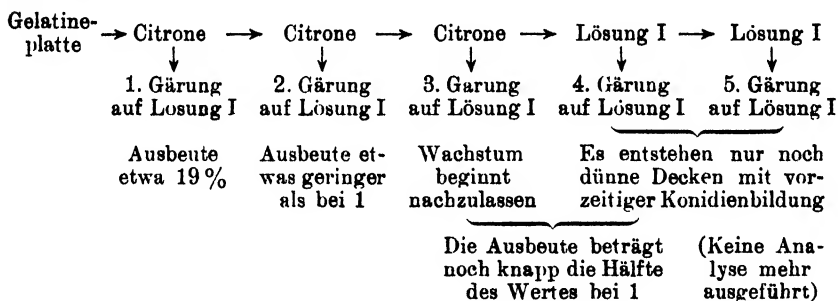 Gelatine-
platte → Citrone → Citrone → Citrone → Lösung I → Lösung I
1. Gärung 2. Gärung 3. Garung 4. Gärung 5. Gärung
auf Losung I auf Lösung I auf Lösung I auf Lösung I auf Lösung I
Ausbeute Ausbeute et- Wachstum Es entstehen nur noch
etwa 19 % was geringer beginnt dünne Decken mit vor-
als bei 1 nachzulassen zeitiger Konidienbildung
Die Ausbeute beträgt (Keine Ana-
noch knapp die Hälfte lyse mehr
des Wertes bei 1 ausgeführt)